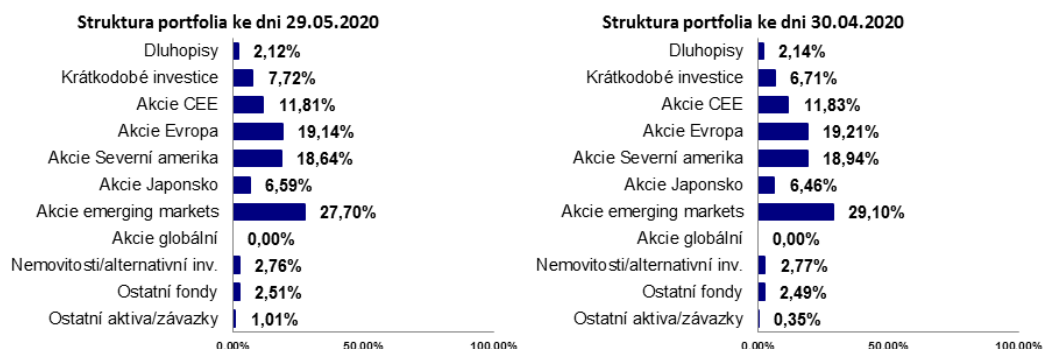 Struktura portfolia ke dni 29.05.2020
Dluhopisy 2,12%
Krátkodobé investice 7,72%
Akcie CEE 11,81%
Akcie Evropa 19,14%
Akcie Severní amerika 18,64%
Akcie Japonsko 6,59%
Akcie emerging markets 27,70%
Akcie globální 0,00%
Nemovitosti/alternativní inv. 2,76%
Ostatní fondy 2,51%
Ostatní aktiva/závazky 1,01%
0,00% 50,00% 100,00%
Struktura portfolia ke dni 30.04.2020
Dluhopisy 2,14%
Krátkodobé investice 6,71%
Akcie CEE 11,83%
Akcie Evropa 19,21%
Akcie Severní amerika 18,94%
Akcie Japonsko 6,46%
Akcie emerging markets 29,10%
Akcie globální 0,00%
Nemovitosti/alternativní inv. 2,77%
Ostatní fondy 2,49%
Ostatní aktiva/závazky 0,35%
0,00% 50,00% 100,00%